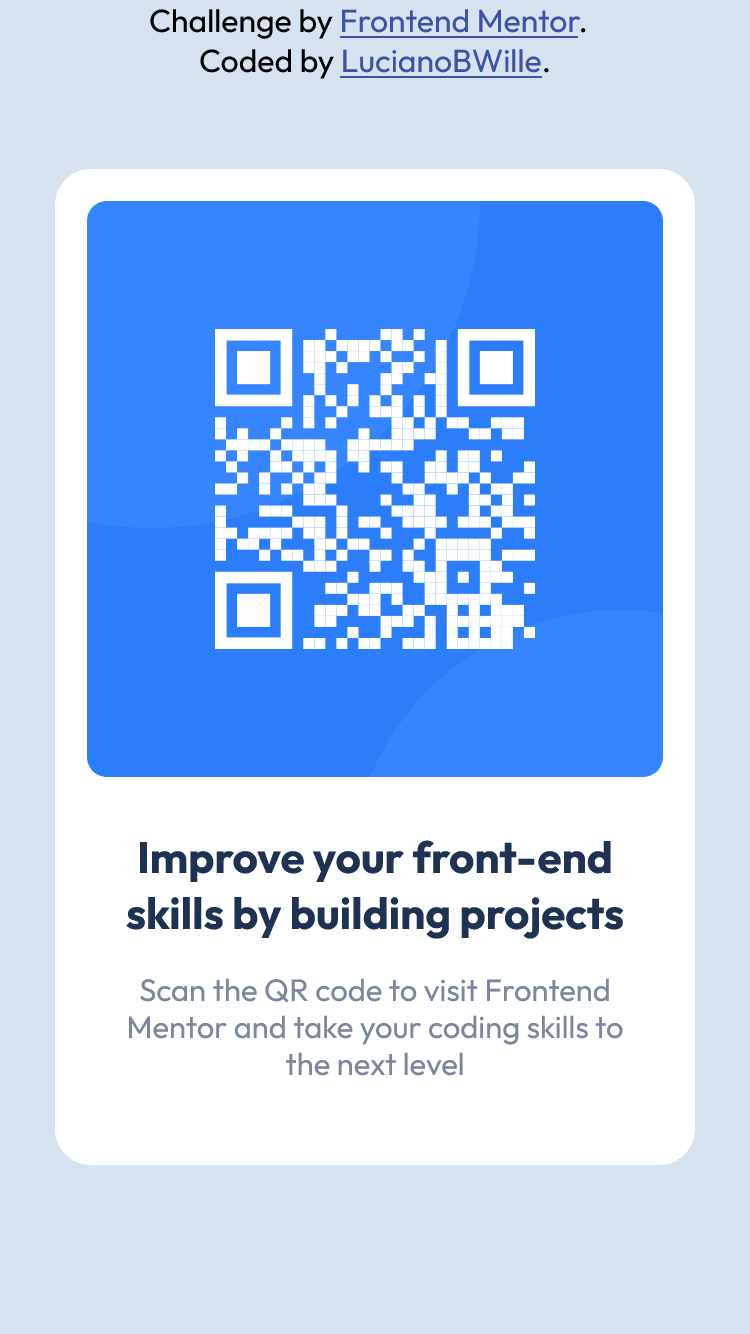 Challenge by Frontend Mentor.
Coded by LucianoBWille.
Improve your front-end
skills by building projects
Scan the QR code to visit Frontend
Mentor and take your coding skills to
the next level